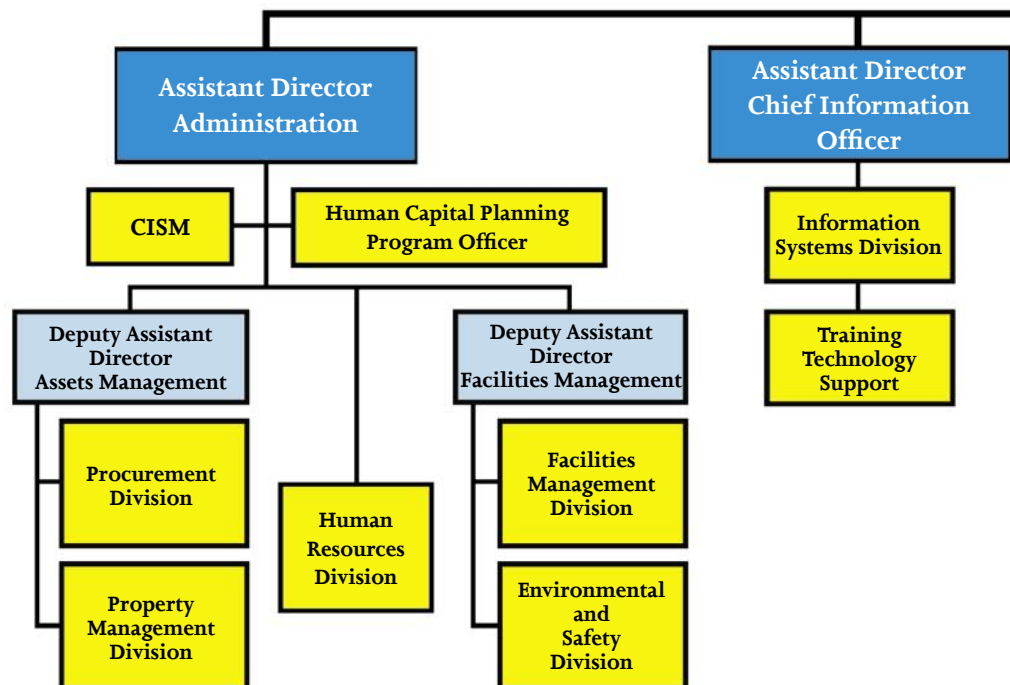 Assistant Director
Administration
Assistant Director
Chief Information
Officer
CISM
Human Capital Planning
Program Officer
Information
Systems Division
Deputy Assistant
Director
Assets Management
Deputy Assistant
Director
Facilities Management
Training
Technology
Support
Procurement
Division
Human
Resources
Division
Facilities
Management
Division
Property
Management
Division
Environmental
and
Safety
Division